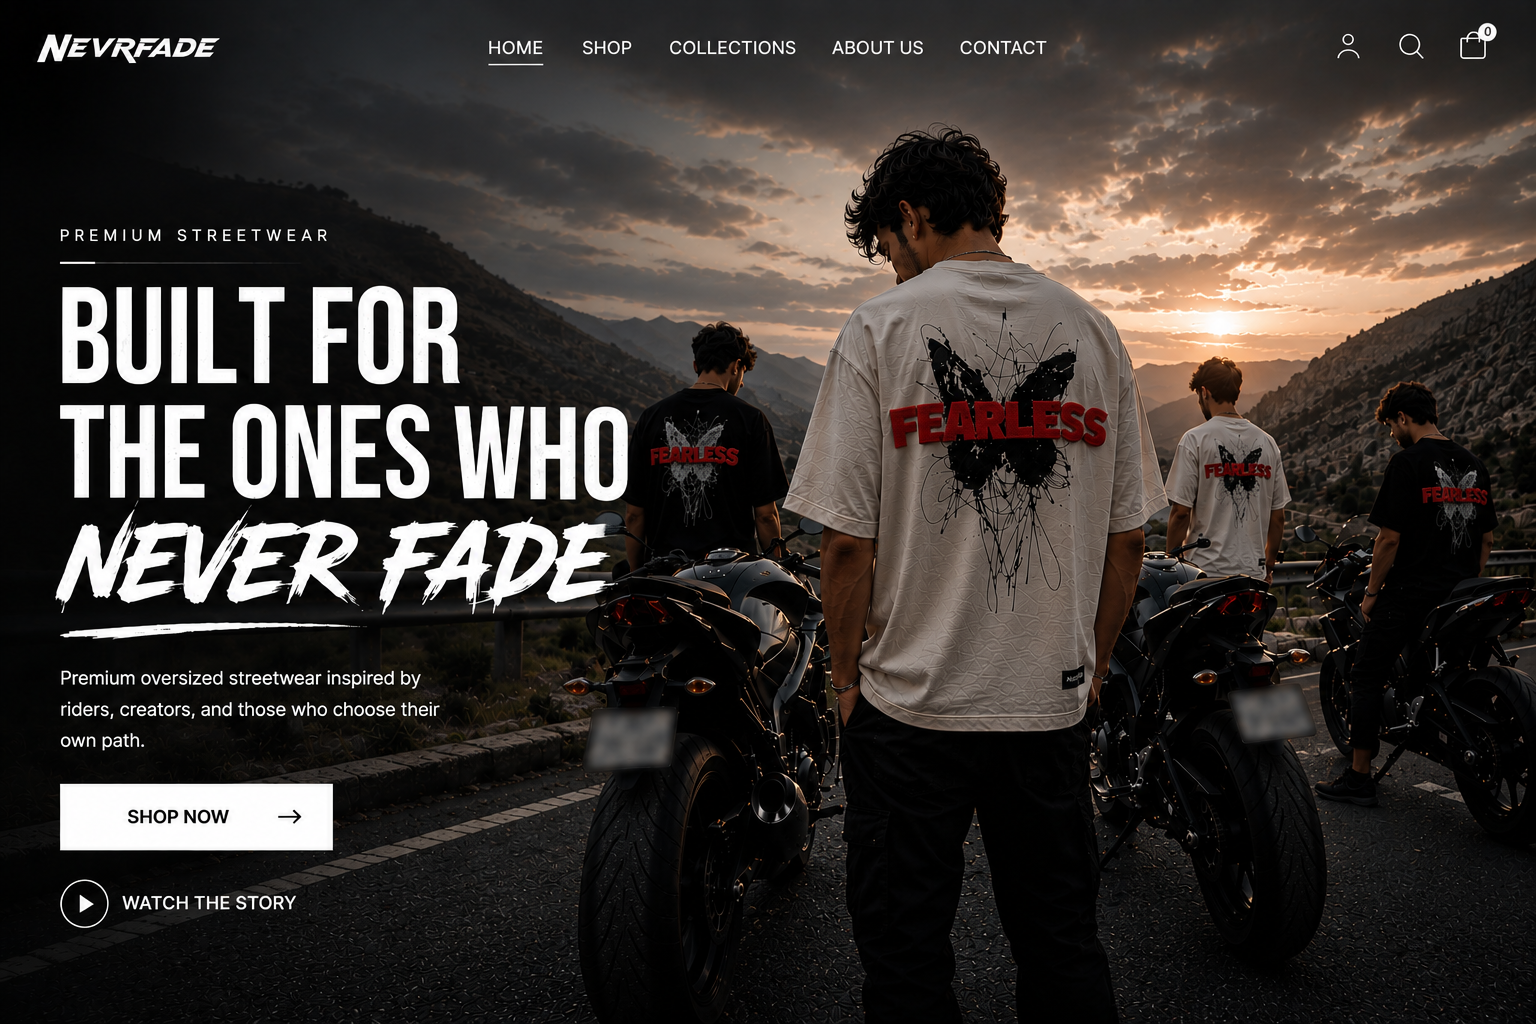 NEVRFADE
HOME SHOP COLLECTIONS ABOUT US CONTACT
0
PREMIUM STREETWEAR
BUILT FOR
THE ONES WHO
NEVER FADE
Premium oversized streetwear inspired by
riders, creators, and those who choose their
own path.
SHOP NOW
WATCH THE STORY
FEARLESS
FEARLESS
FEARLESS
FEARLESS